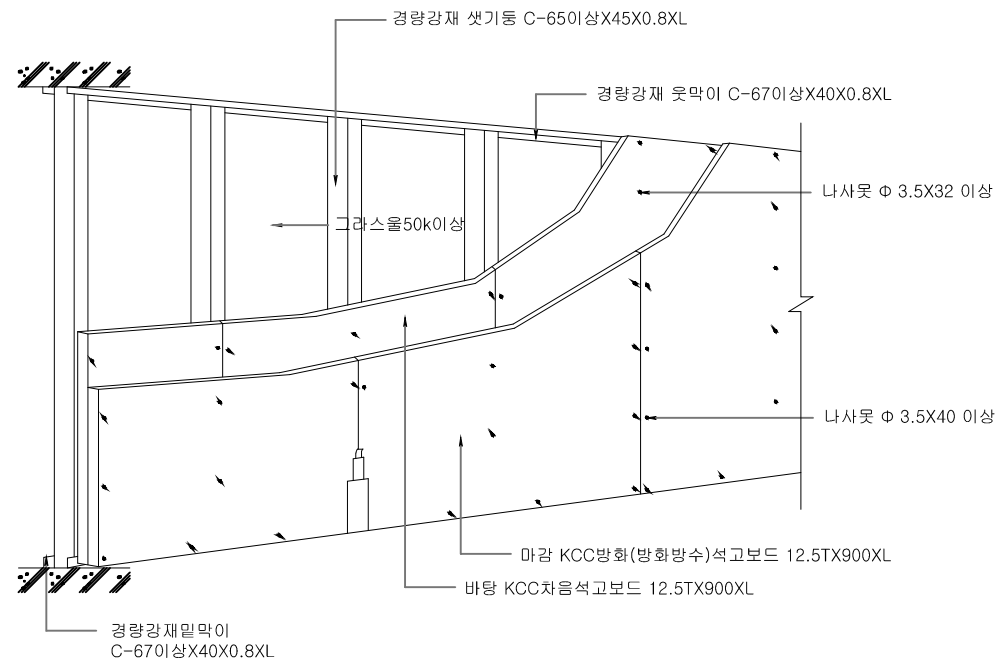 경량강재 샛기둥 C-65이상X45X0.8XL
경량강재 웃막이 C-67이상X40X0.8XL
나사못 Φ 3.5X32 이상
그라스울50k이상
나사못 Φ 3.5X40 이상
마감 KCC방화(방화방수)석고보드 12.5TX900XL
바탕 KCC차음석고보드 12.5TX900XL
경량강재밑막이
C-67이상X40X0.8XL